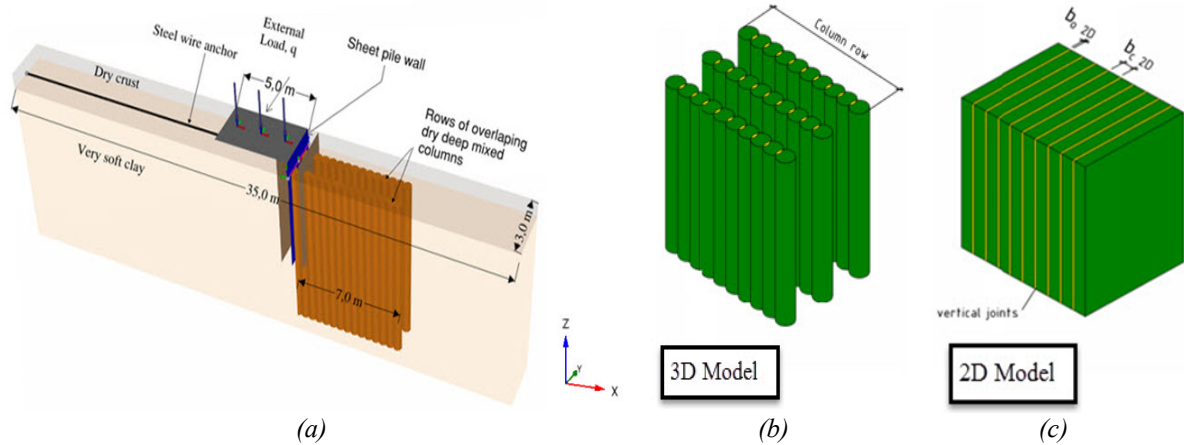 External
Load, q
Steel wire anchor
Sheet pile wall
5,0 m
Dry crust
Rows of overlaping
dry deep mixed
columns
Very soft clay
35,0 m
3,0 m
7,0 m
Z
Y
X
(a)
Column row
3D Model
(b)
b_o 2D
b_c 2D
vertical joints
2D Model
(c)